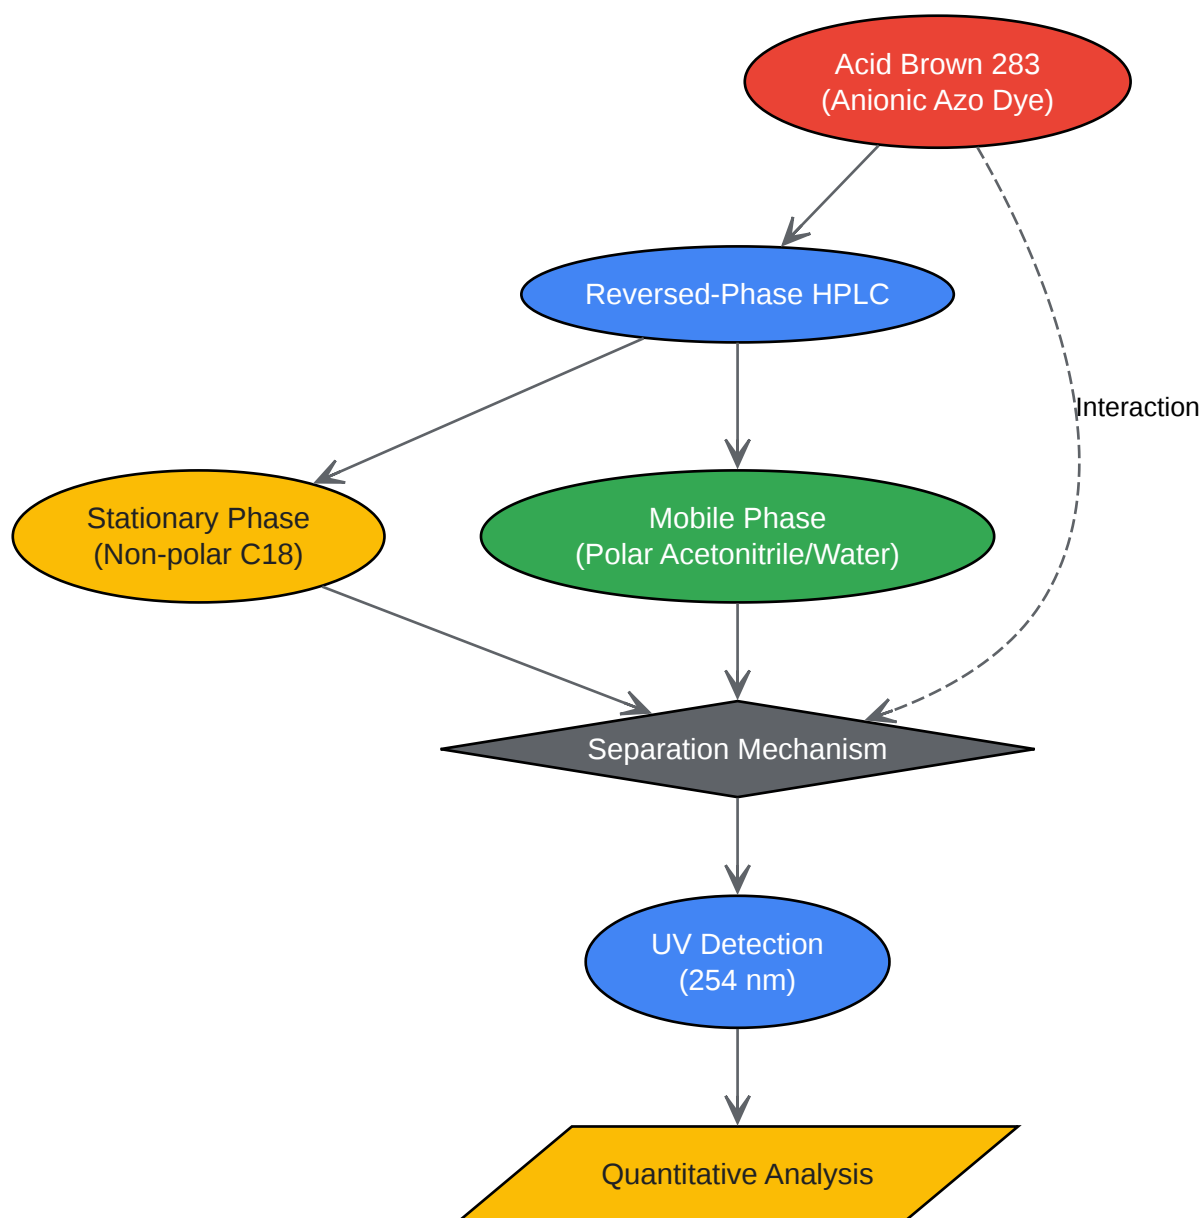 Acid Brown 283
(Anionic Azo Dye)
Reversed-Phase HPLC
Interaction
Stationary Phase
(Non-polar C18)
Mobile Phase
(Polar Acetonitrile/Water)
Separation Mechanism
UV Detection
(254 nm)
Quantitative Analysis